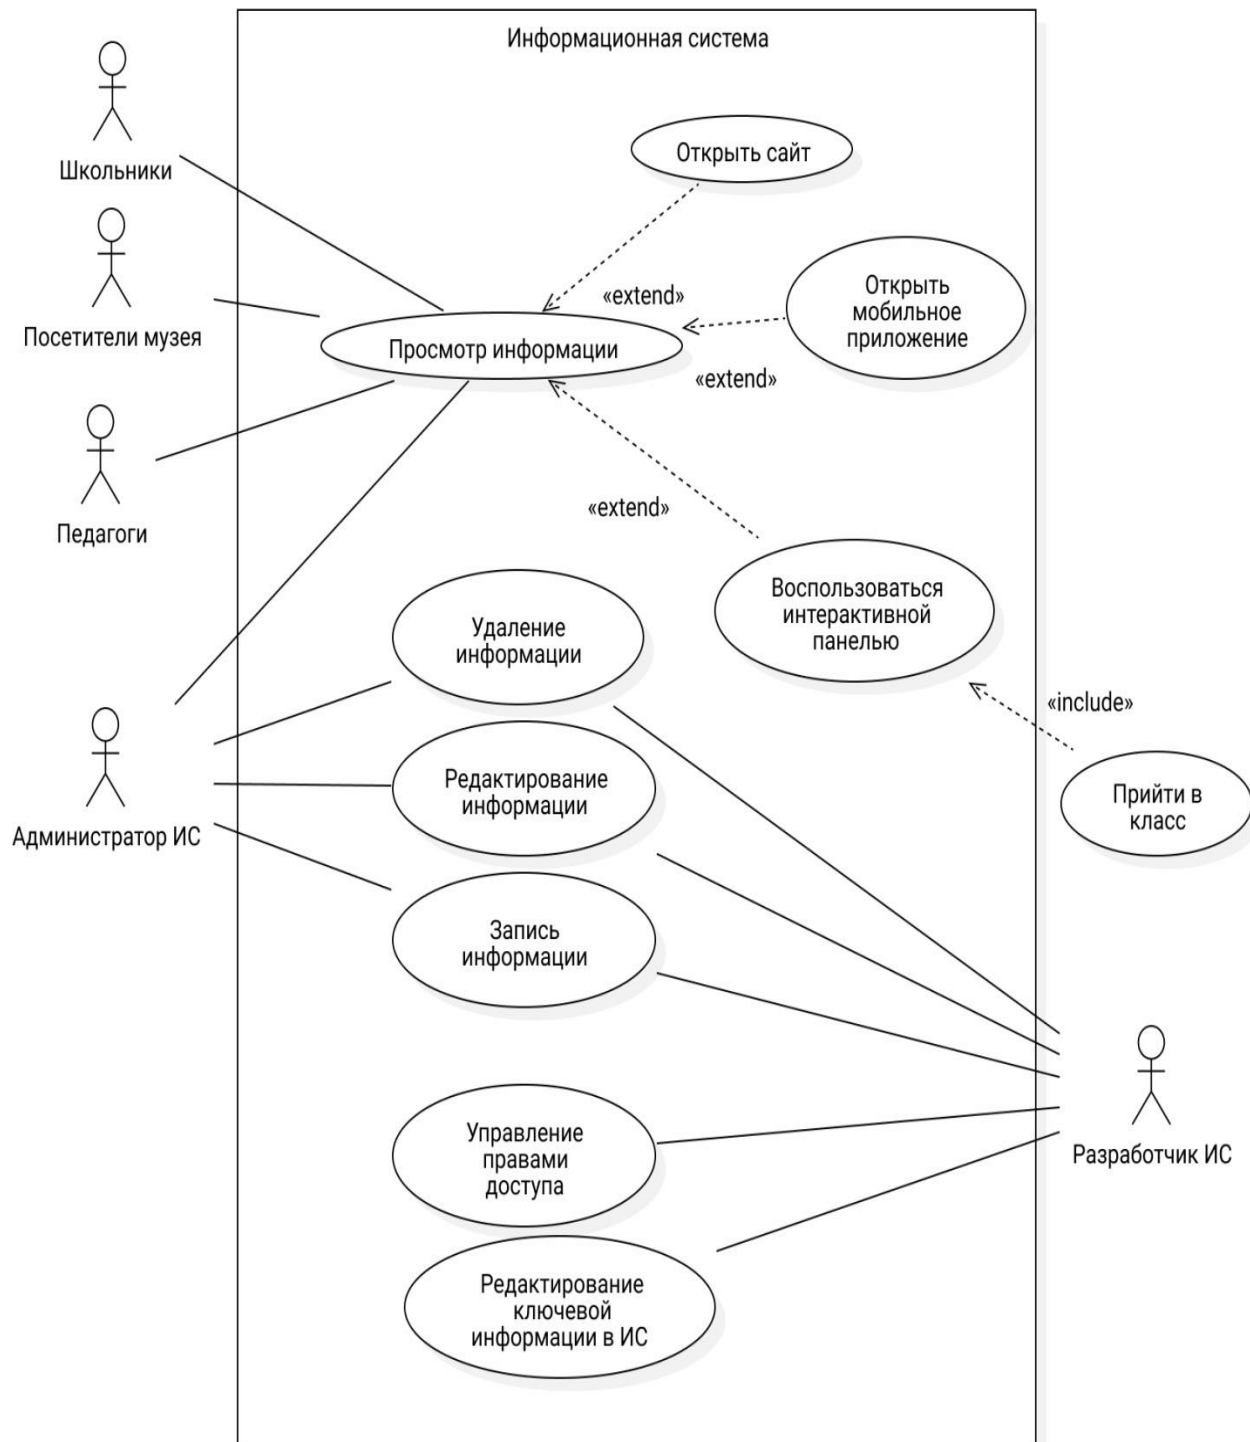 Информационная система
Школьники
Открыть сайт
Посетители музея
Открыть
мобильное
приложение
«extend»
Просмотр информации
«extend»
Педагоги
«extend»
Воспользоваться
интерактивной
панелью
Удаление
информации
«include»
Редактирование
информации
Прийти в
класс
Администратор ИС
Запись
информации
Управление
правами
доступа
Разработчик ИС
Редактирование
ключевой
информации в ИС